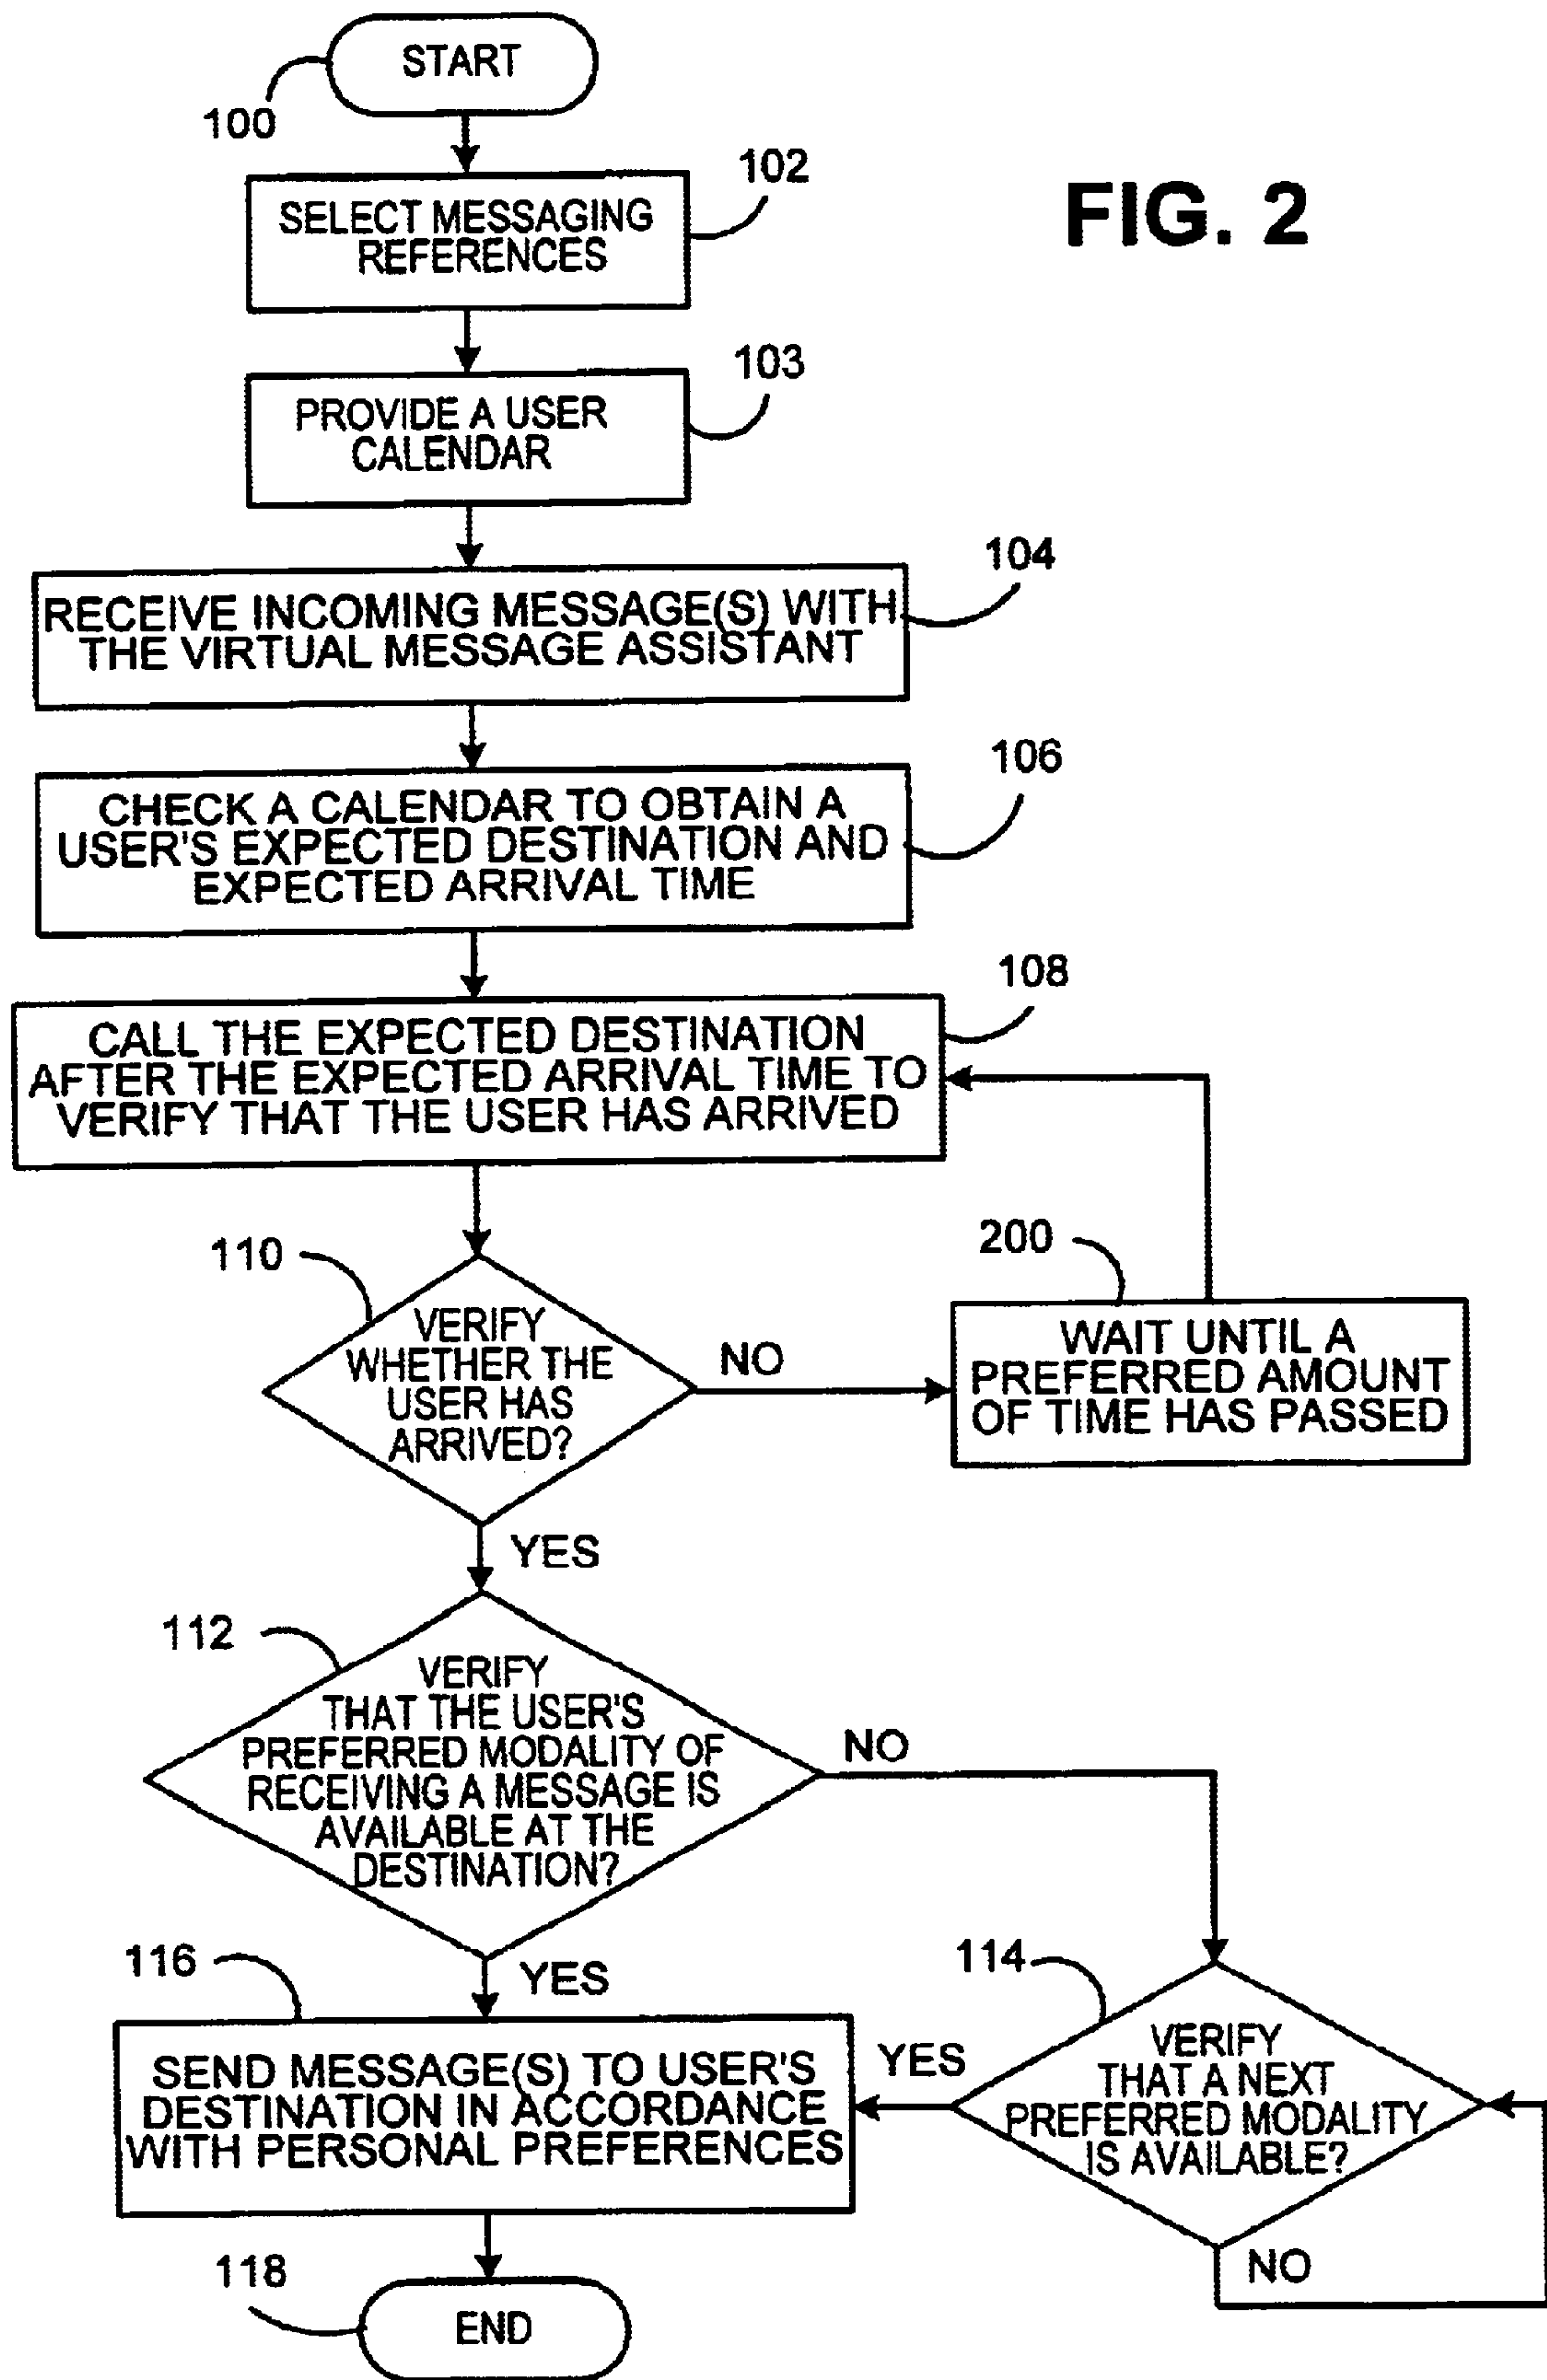 START
100
FIG. 2
102
SELECT MESSAGING
REFERENCES
103
PROVIDE A USER
CALENDAR
104
RECEIVE INCOMING MESSAGE(S) WITH
THE VIRTUAL MESSAGE ASSISTANT
106
CHECK A CALENDAR TO OBTAIN A
USER'S EXPECTED DESTINATION AND
EXPECTED ARRIVAL TIME
108
CALL THE EXPECTED DESTINATION
AFTER THE EXPECTED ARRIVAL TIME TO
VERIFY THAT THE USER HAS ARRIVED
110
VERIFY
WHETHER THE
USER HAS
ARRIVED?
NO
200
WAIT UNTIL A
PREFERRED AMOUNT
OF TIME HAS PASSED
YES
112
VERIFY
THAT THE USER'S
PREFERRED MODALITY OF
RECEIVING A MESSAGE IS
AVAILABLE AT THE
DESTINATION?
NO
YES
114
VERIFY
THAT A NEXT
PREFERRED MODALITY
IS AVAILABLE?
YES
NO
116
SEND MESSAGE(S) TO USER'S
DESTINATION IN ACCORDANCE
WITH PERSONAL PREFERENCES
118
END